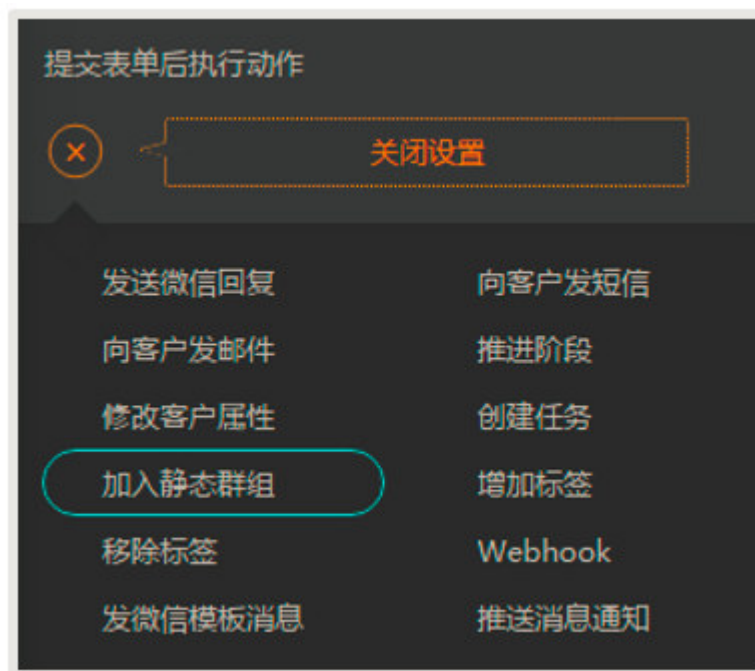 提交表单后执行动作
关闭设置
发送微信回复 向客户发短信
向客户发邮件 推进阶段
修改客户属性 创建任务
加入静态群组 增加标签
移除标签 Webhook
发微信模板消息 推送消息通知